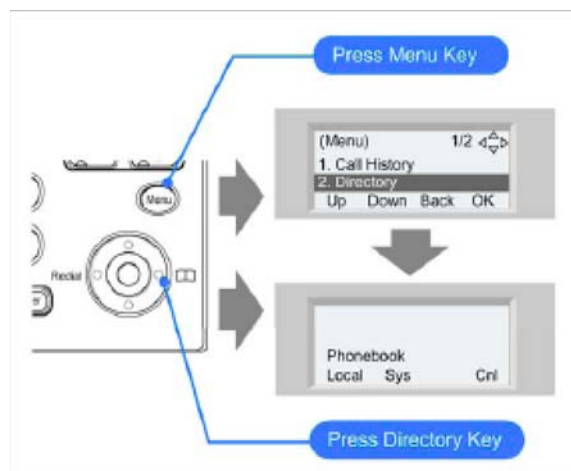 Press Menu Key
(Menu) 1/2
1. Call History
2. Directory
Up Down Back OK
Menu
Redial
Phonebook
Local Sys Cnl
Press Directory Key